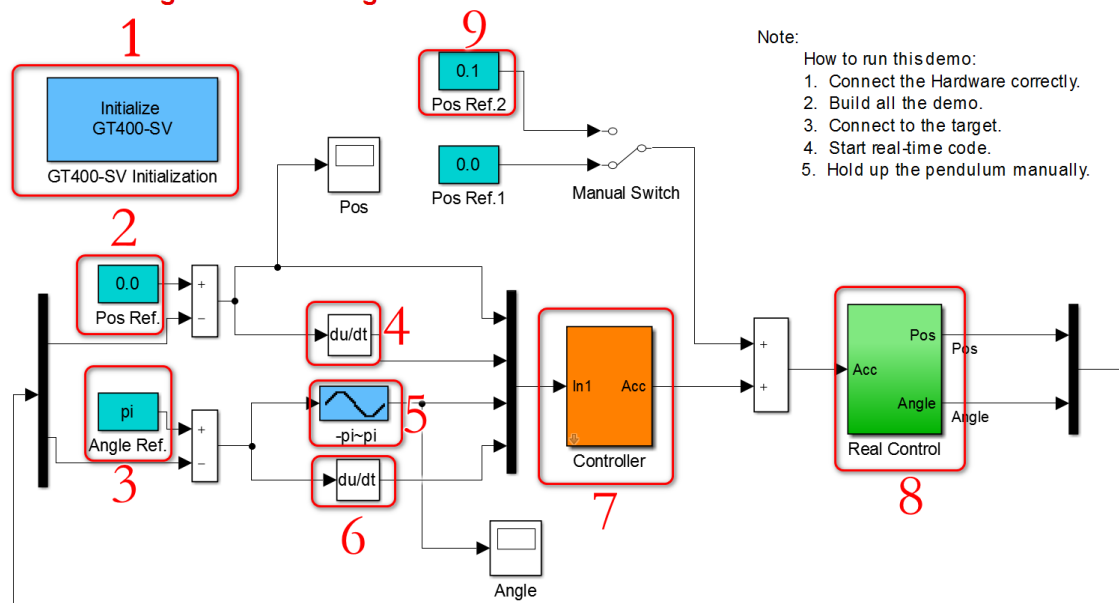 1
Initialize
GT400-SV
GT400-SV Initialization
9
0.1
Pos Ref.2
0.0
Pos Ref.1
Manual Switch
Note:
How to run this demo:
1. Connect the Hardware correctly.
2. Build all the demo.
3. Connect to the target.
4. Start real-time code.
5. Hold up the pendulum manually.
Pos
2
0.0
Pos Ref.
+
−
du/dt
4
pi
Angle Ref.
3
+
−
-pi~pi
5
du/dt
6
Angle
In1
Acc
Controller
7
+
+
Acc
Pos
Angle
Real Control
8
Pos
Angle